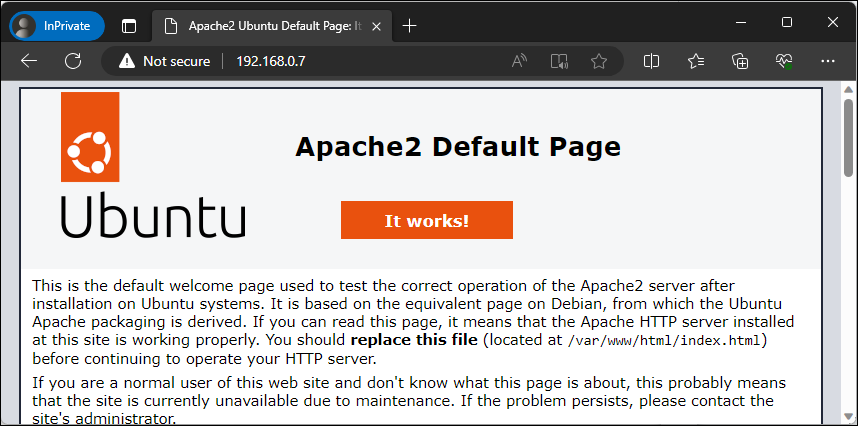 InPrivate
Apache2 Ubuntu Default Page: It
Not secure
192.168.0.7
Apache2 Default Page
Ubuntu
It works!
This is the default welcome page used to test the correct operation of the Apache2 server after
installation on Ubuntu systems. It is based on the equivalent page on Debian, from which the Ubuntu
Apache packaging is derived. If you can read this page, it means that the Apache HTTP server installed
at this site is working properly. You should replace this file (located at /var/www/html/index.html)
before continuing to operate your HTTP server.
If you are a normal user of this web site and don't know what this page is about, this probably means
that the site is currently unavailable due to maintenance. If the problem persists, please contact the
site's administrator.